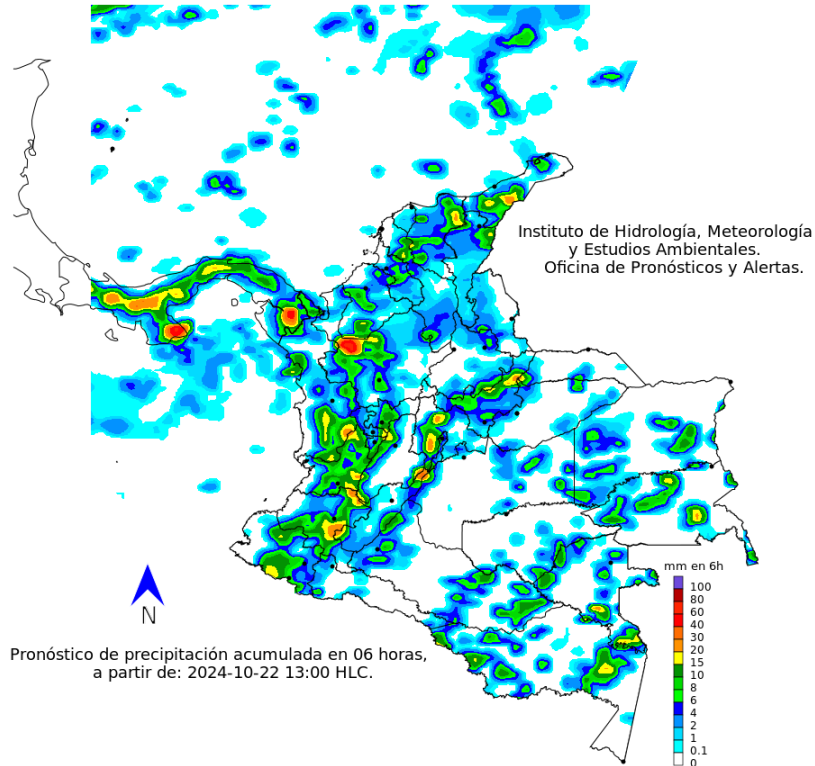 Instituto de Hidrología, Meteorología
y Estudios Ambientales.
Oficina de Pronósticos y Alertas.
N
mm en 6h
100
80
60
40
30
20
15
10
8
6
4
2
1
0.1
0
Pronóstico de precipitación acumulada en 06 horas,
a partir de: 2024-10-22 13:00 HLC.